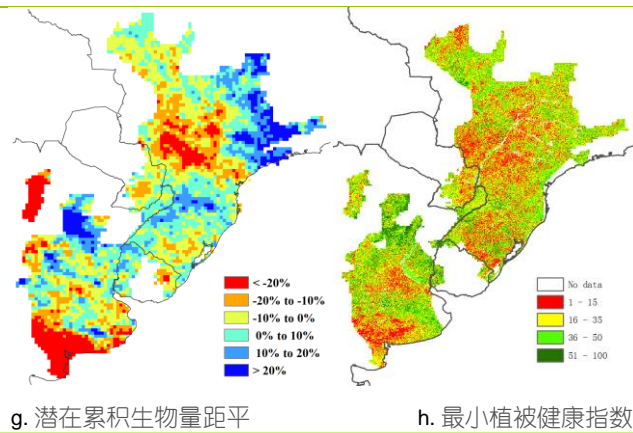 < -20%
-20% to -10%
-10% to 0%
0% to 10%
10% to 20%
> 20%
No data
1 - 15
16 - 35
36 - 50
51 - 100
g. 潜在累积生物量距平
h. 最小植被健康指数